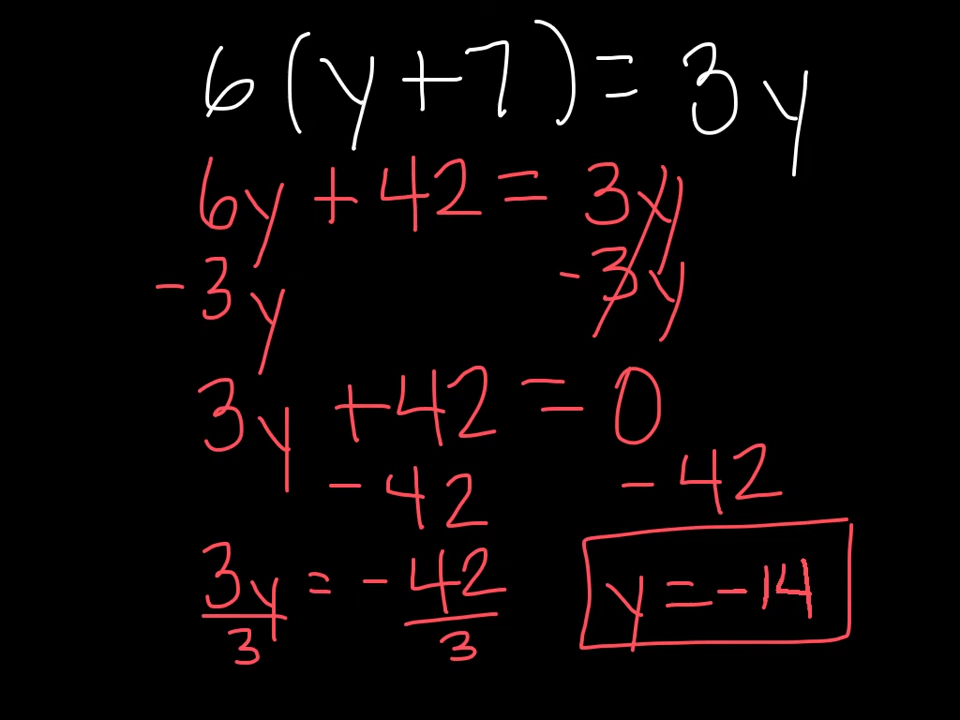 6(y+7)=3y
6y+42=3y
-3y -3y
3y+42=0
-42 -42
3y/3=-42/3
y=-14